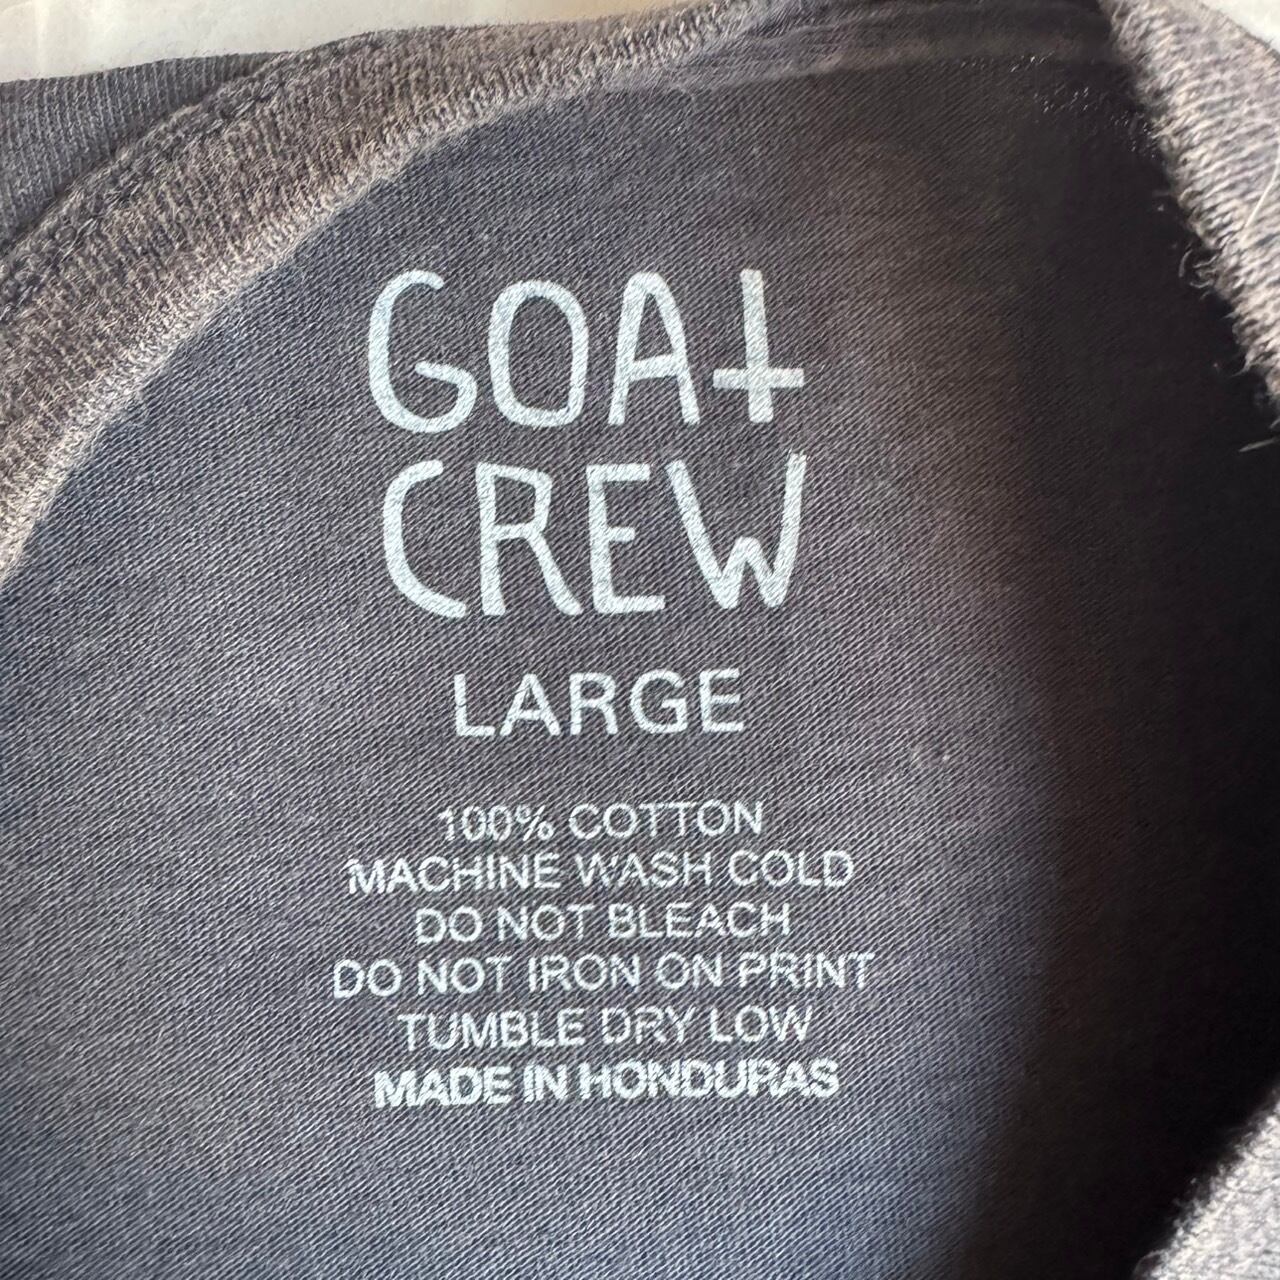 GOAT
CREW
LARGE
100% COTTON
MACHINE WASH COLD
DO NOT BLEACH
DO NOT IRON ON PRINT
TUMBLE DRY LOW
MADE IN HONDURAS